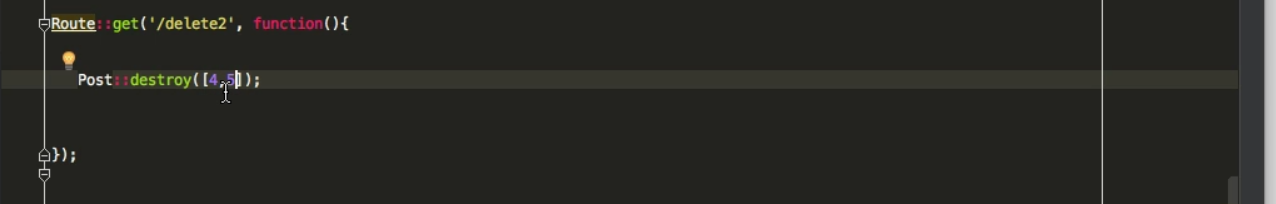 Route::get('/delete2', function(){
Post::destroy([4,5]);
});